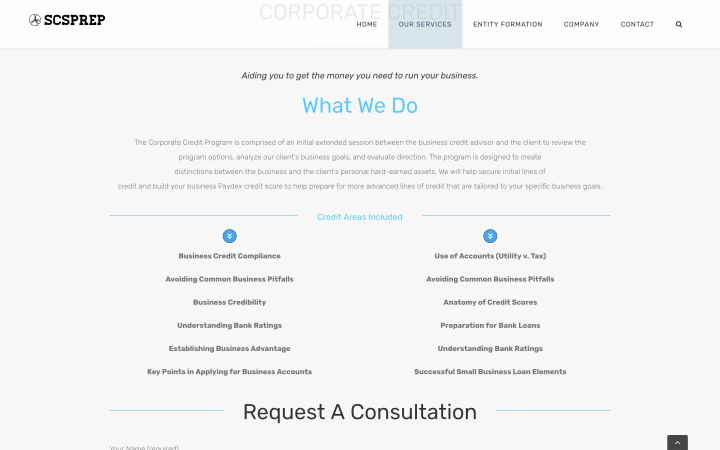 CORPORATE CREDIT
SCSPREP
HOME OUR SERVICES ENTITY FORMATION COMPANY CONTACT
Aiding you to get the money you need to run your business.
What We Do
The Corporate Credit Program is comprised of an initial extended session between the business credit advisor and the client to review the
program options, analyze our client's business goals, and evaluate direction. The program is designed to create
distinctions between the business and the client's personal hard-earned assets. We will help secure initial lines of
credit and build your business Paydex credit score to help prepare for more advanced lines of credit that are tailored to your specific business goals.
Credit Areas Included
Business Credit Compliance
Avoiding Common Business Pitfalls
Business Credibility
Understanding Bank Ratings
Establishing Business Advantage
Key Points in Applying for Business Accounts
Use of Accounts (Utility v. Tax)
Avoiding Common Business Pitfalls
Anatomy of Credit Scores
Preparation for Bank Loans
Understanding Bank Ratings
Successful Small Business Loan Elements
Request A Consultation
Your Name (required)